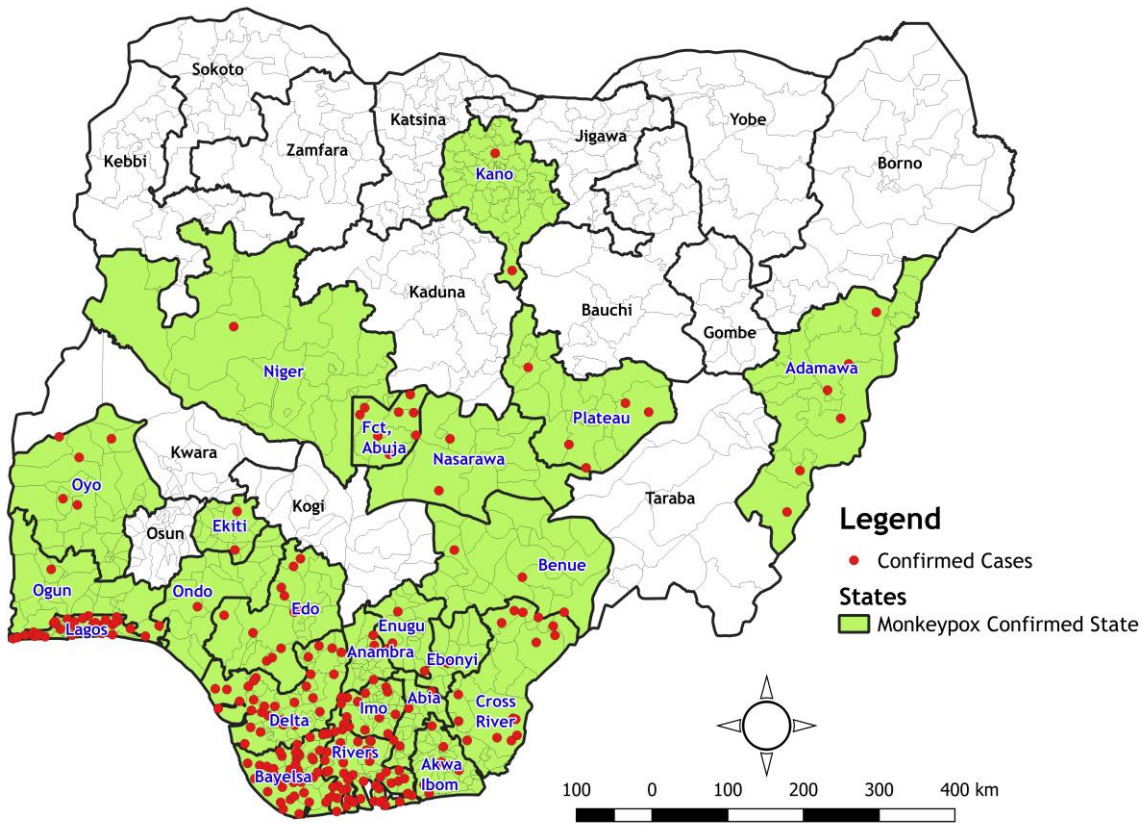 Sokoto
Katsina
Yobe
Jigawa
Kebbi
Zamfara
Borno
Kano
Kaduna
Bauchi
Gombe
Niger
Adamawa
Plateau
Fct,
Abuja
Kwara
Nasarawa
Oyo
Kogi
Taraba
Osun
Ekiti
Benue
Ogun
Ondo
Edo
Enugu
Lagos
Anambra
Ebonyi
Abia
Cross
River
Imo
Delta
Rivers
Bayelsa
Akwa
Ibom
Legend
Confirmed Cases
States
Monkeypox Confirmed State
100 0 100 200 300 400 km